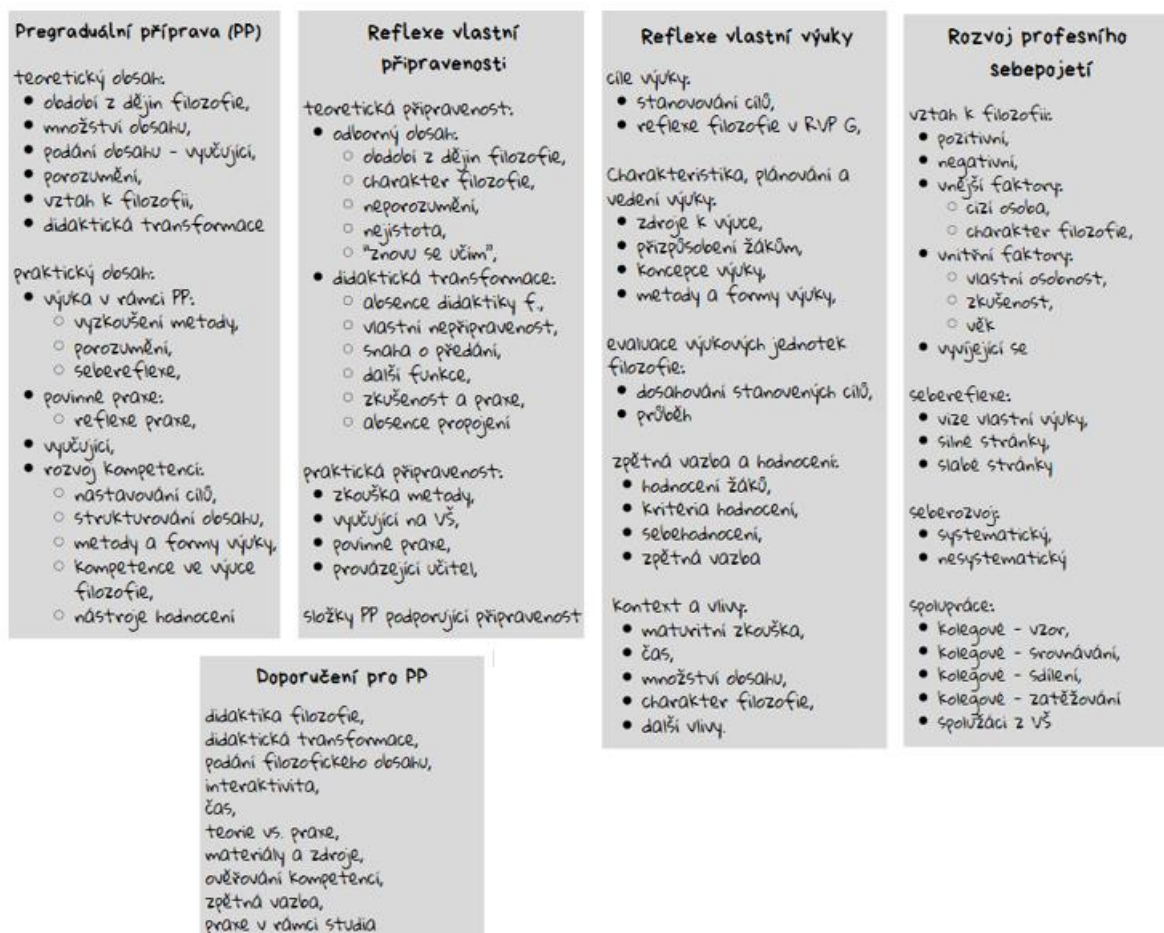 Pregraduální příprava (PP)
teoretický obsah:
• období z dějin filozofie,
• množství obsahu,
• podání obsahu - vyučující,
• porozumění,
• vztah k filozofii,
• didaktická transformace
praktický obsah:
• výuka v rámci PP:
○ vyzkoušení metody,
○ porozumění,
○ sebereflexe,
• povinné praxe:
○ reflexe praxe,
• vyučující,
• rozvoj kompetencí:
○ nastavování cílů,
○ strukturování obsahu,
○ metody a formy výuky,
○ kompetence ve výuce
filozofie,
○ nástroje hodnocení
Reflexe vlastní
připravenosti
teoretická připravenost:
• odborný obsah:
○ období z dějin filozofie,
○ charakter filozofie,
○ neporozumění,
○ nejistota,
○ "znovu se učím",
• didaktická transformace:
○ absence didaktiky f.,
○ vlastní nepřipravenost,
○ snaha o předání,
○ další funkce,
○ zkušenost a praxe,
○ absence propojení
praktická připravenost:
• zkouška metody,
• vyučující na VŠ,
• povinné praxe,
• provázející učitel,
složky PP podporující připravenost
Reflexe vlastní výuky
cíle výuky:
• stanovování cílů,
• reflexe filozofie v RVP G,
Charakteristika, plánování a
vedení výuky:
• zdroje k výuce,
• přizpůsobení žákům,
• koncepce výuky,
• metody a formy výuky,
evaluace výukových jednotek
filozofie:
• dosahování stanovených cílů,
• průběh
zpětná vazba a hodnocení:
• hodnocení žáků,
• kritéria hodnocení,
• sebehodnocení,
• zpětná vazba
kontext a vlivy:
• maturitní zkouška,
• čas,
• množství obsahu,
• charakter filozofie,
• další vlivy.
Rozvoj profesního
sebepojetí
vztah k filozofii:
• pozitivní,
• negativní,
• vnější faktory:
○ cizí osoba,
○ charakter filozofie,
• vnitřní faktory:
○ vlastní osobnost,
○ zkušenost,
○ věk
• vyvíjející se
sebereflexe:
• vize vlastní výuky,
• silné stránky,
• slabé stránky
seberozvoj:
• systematický,
• nesystematický
spolupráce:
• kolegové - vzor,
• kolegové - srovnávání,
• kolegové - sdílení,
• kolegové - zatěžování
• spolužáci z VŠ
Doporučení pro PP
didaktika filozofie,
didaktická transformace,
podání filozofického obsahu,
interaktivita,
čas,
teorie vs. praxe,
materiály a zdroje,
ověřování kompetencí,
zpětná vazba,
praxe v rámci studia